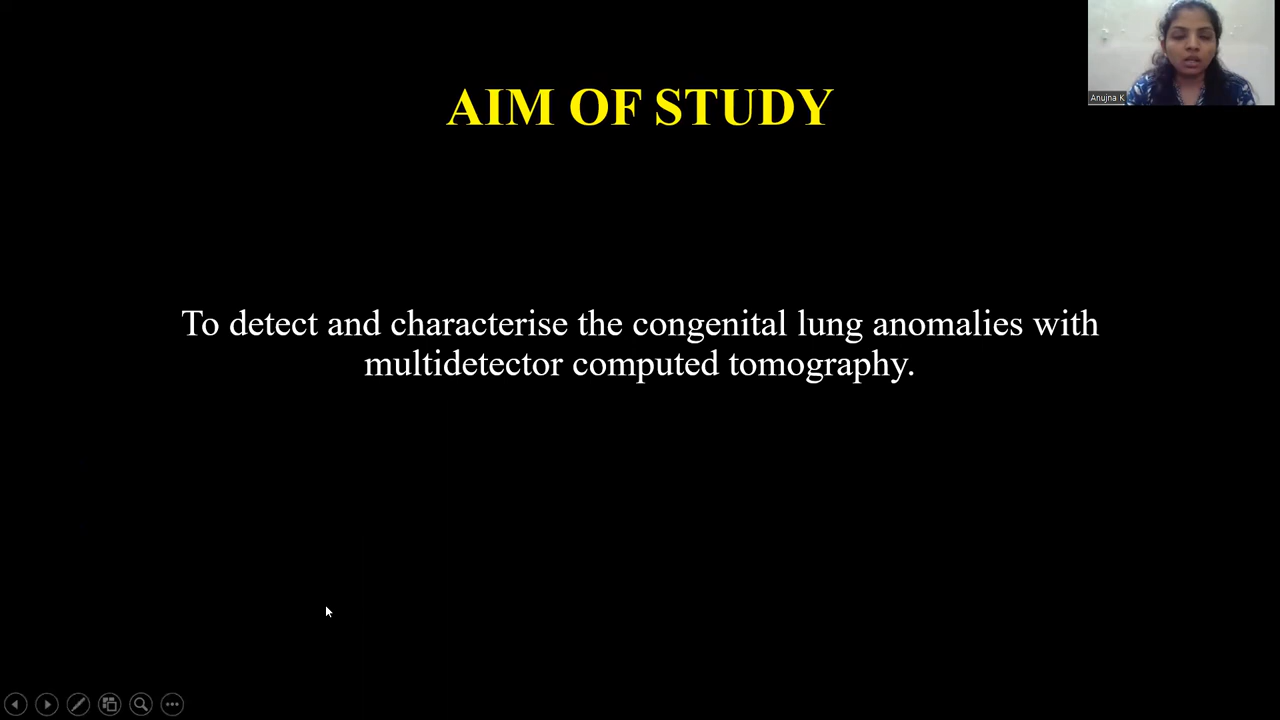 AIM OF STUDY
Anujna K
To detect and characterise the congenital lung anomalies with
multidetector computed tomography.